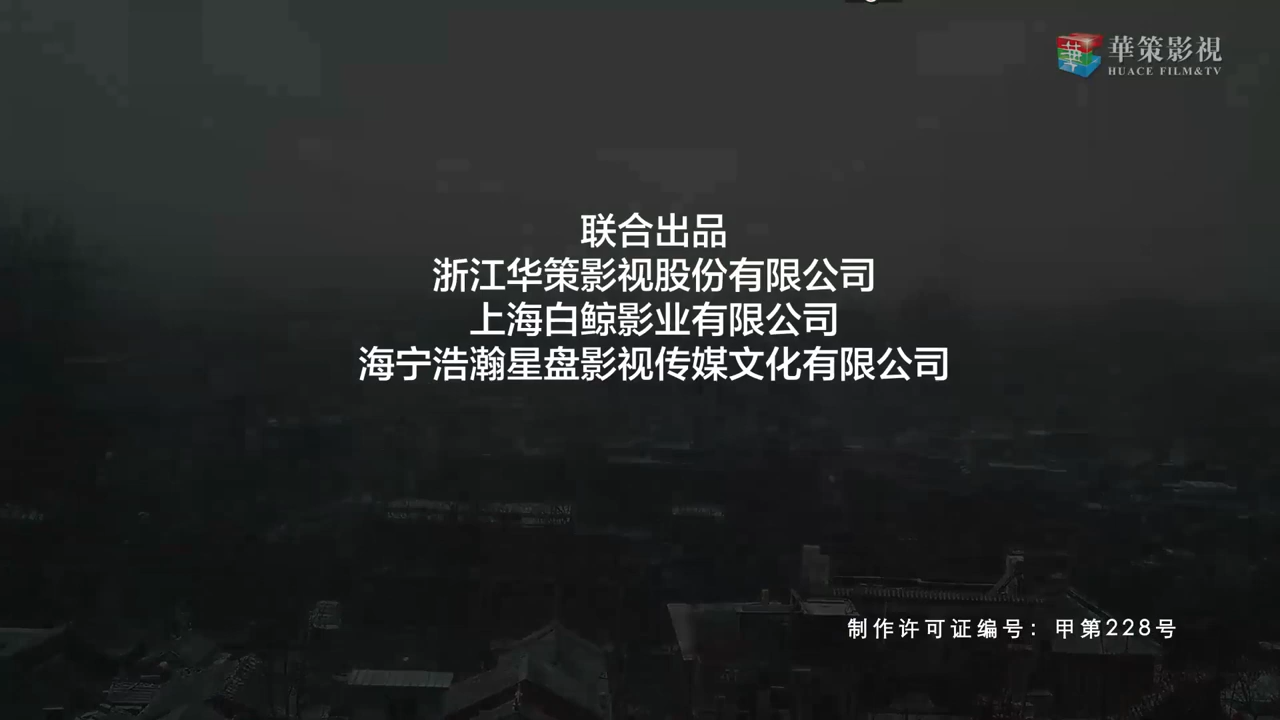 華策影視
HUACE FILM&TV
联合出品
浙江华策影视股份有限公司
上海白鲸影业有限公司
海宁浩瀚星盘影视传媒文化有限公司
制作许可证编号：甲第228号